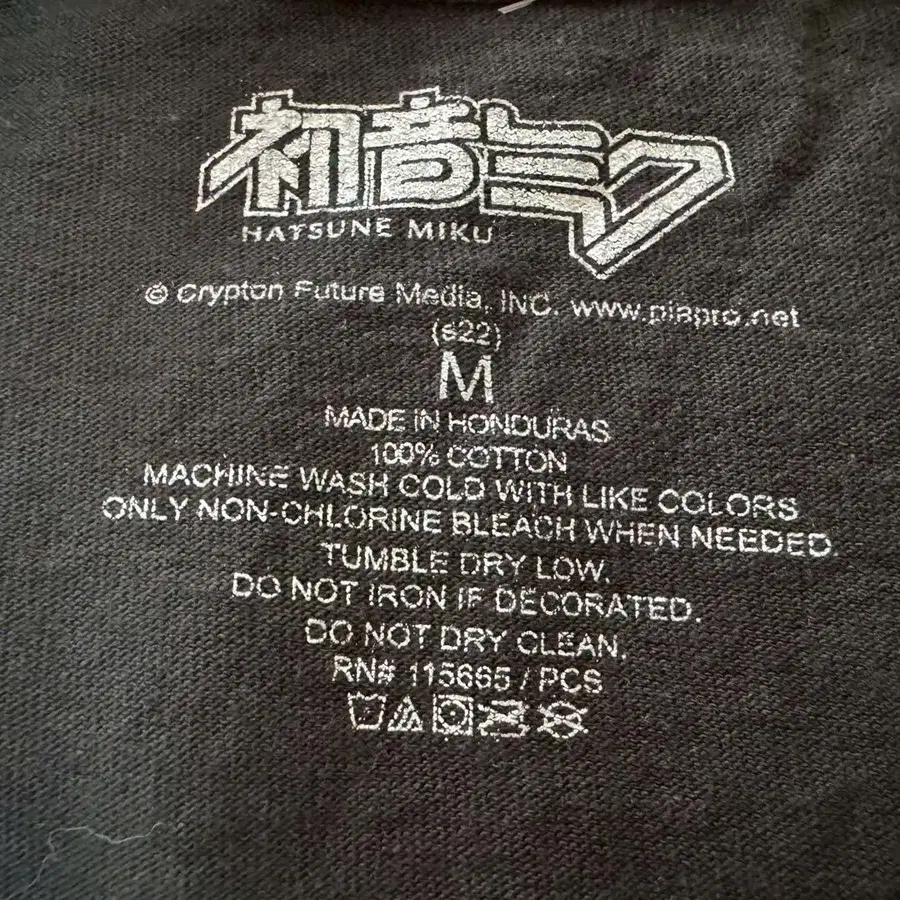 初音ミク
HATSUNE MIKU
© Crypton Future Media, INC. www.piapro.net
(s22)
M
MADE IN HONDURAS
100% COTTON
MACHINE WASH COLD WITH LIKE COLORS
ONLY NON-CHLORINE BLEACH WHEN NEEDED.
TUMBLE DRY LOW.
DO NOT IRON IF DECORATED.
DO NOT DRY CLEAN.
RN# 115665 / PCS